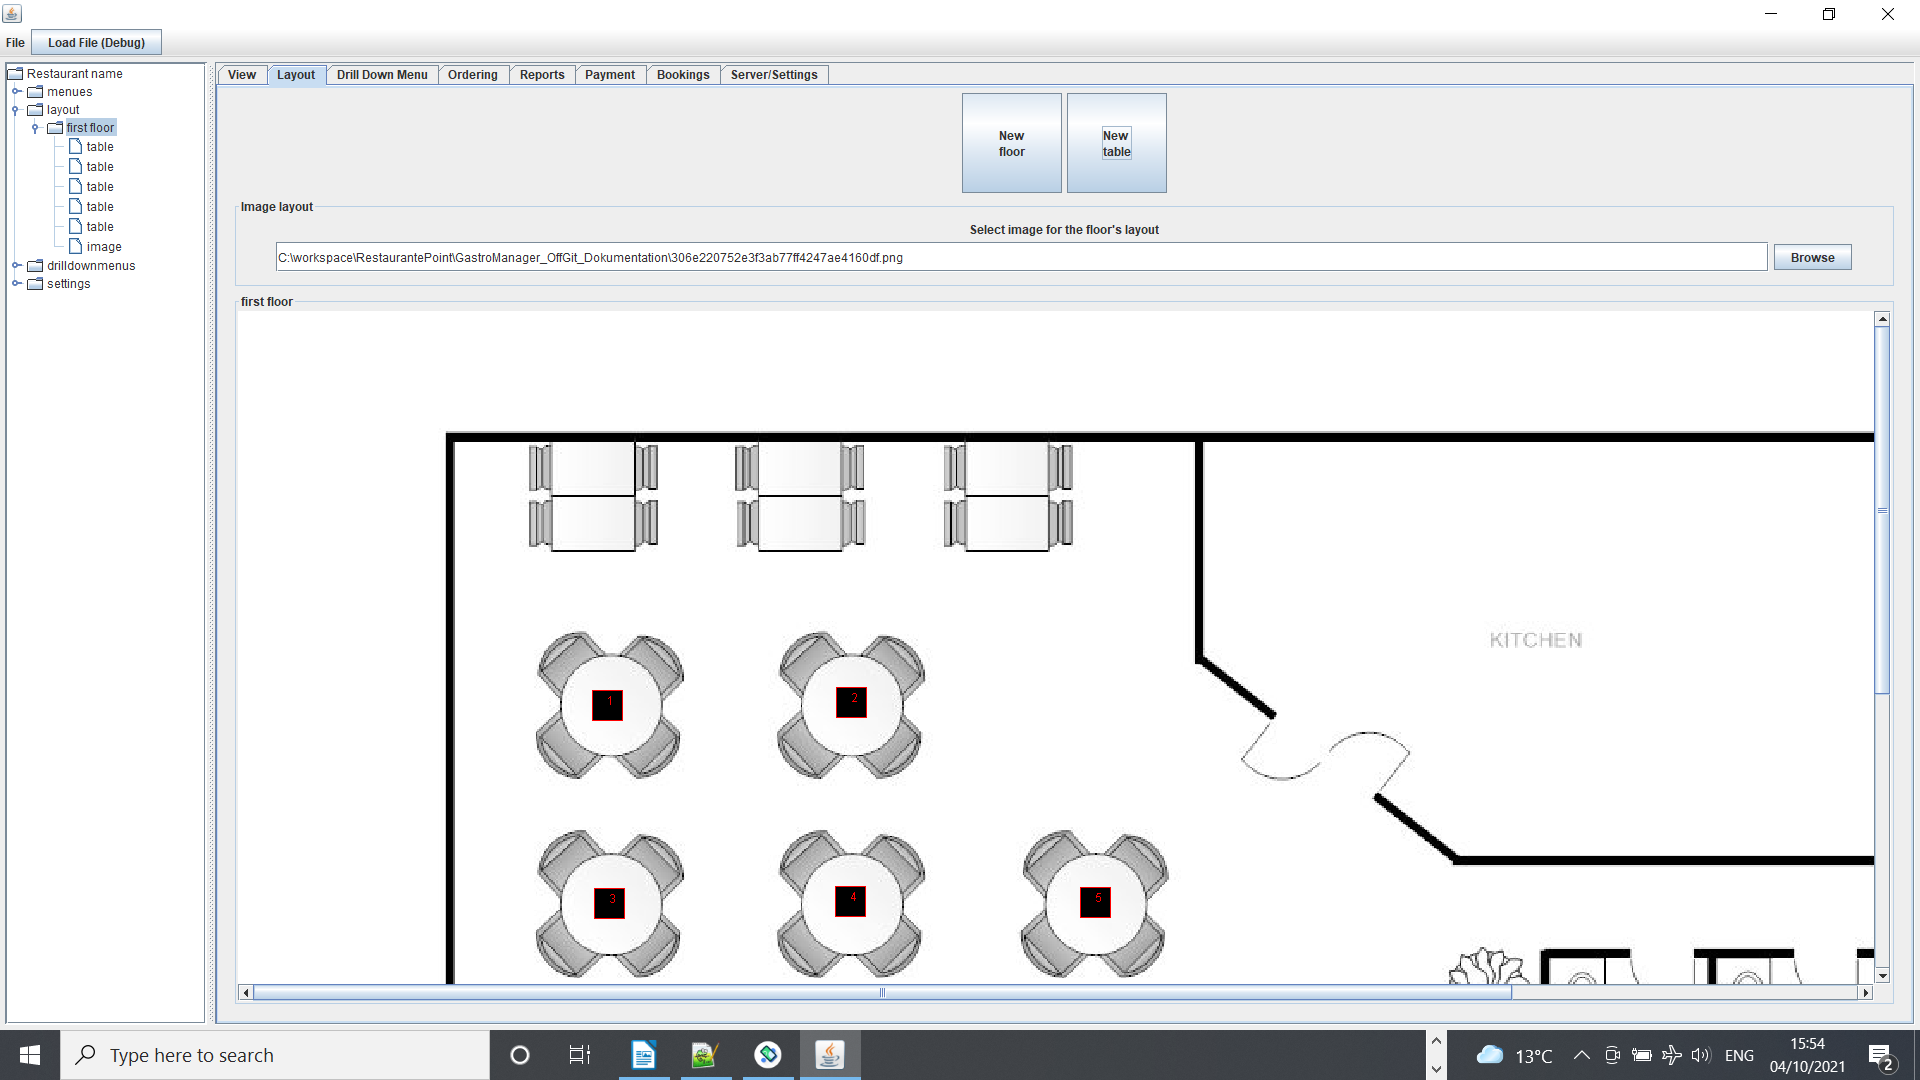 File Load File (Debug)
Restaurant name
menues
layout
first floor
table
table
table
table
table
image
drilldownmenus
settings
View Layout Drill Down Menu Ordering Reports Payment Bookings Server/Settings
New
floor
New
table
Image layout
Select image for the floor's layout
C:\workspace\RestaurantePoint\GastroManager_OffGit_Dokumentation\306e220752e3f3ab77ff4247ae4160df.png
Browse
first floor
KITCHEN
1
2
3
4
5
Type here to search
13°C
ENG
15:54
04/10/2021
2